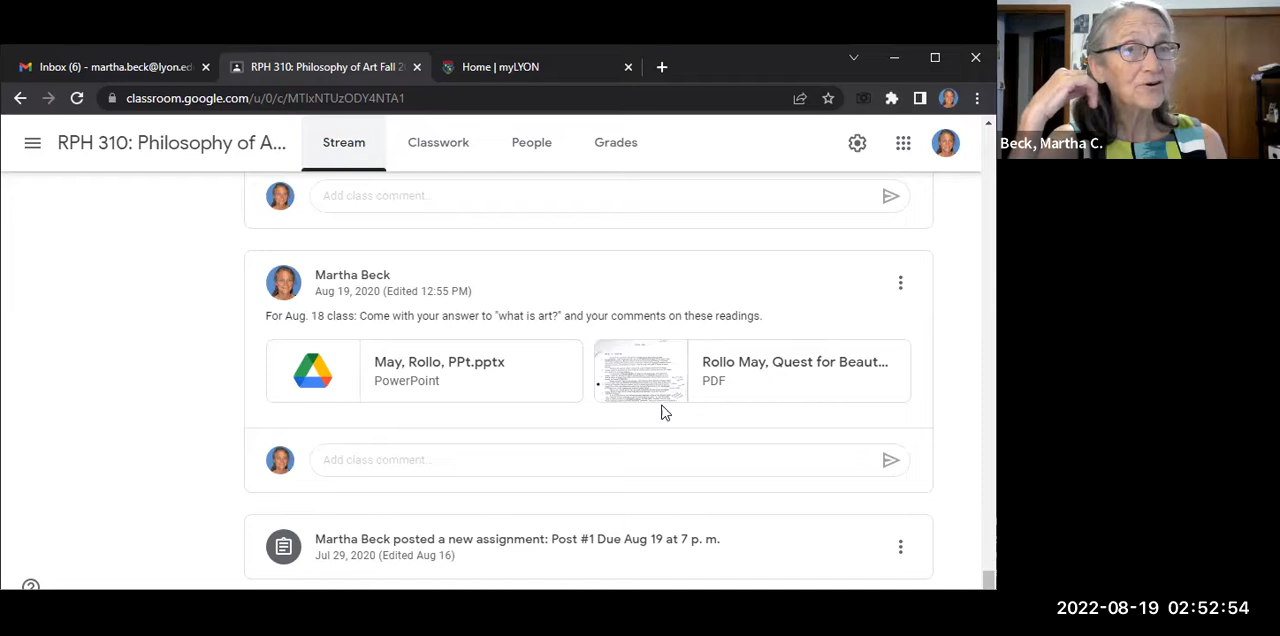 Inbox (6) - martha.beck@lyon.ed
RPH 310: Philosophy of Art Fall 2
Home | myLYON
classroom.google.com/u/0/c/MTIxNTUzODY4NTA1
RPH 310: Philosophy of A...
Stream
Classwork
People
Grades
Beck, Martha C.
Add class comment...
Martha Beck
Aug 19, 2020 (Edited 12:55 PM)
For Aug. 18 class: Come with your answer to "what is art?" and your comments on these readings.
May, Rollo, PPt.pptx
PowerPoint
Rollo May, Quest for Beaut...
PDF
Add class comment...
Martha Beck posted a new assignment: Post #1 Due Aug 19 at 7 p. m.
Jul 29, 2020 (Edited Aug 16)
2022-08-19 02:52:54